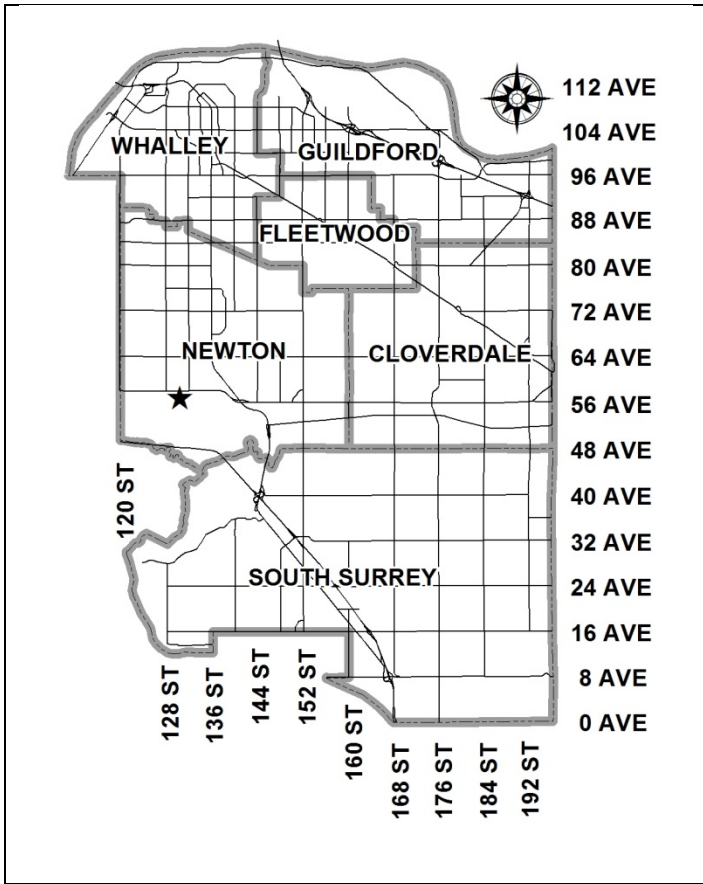 112 AVE
104 AVE
WHALLEY
GUILDFORD
96 AVE
88 AVE
FLEETWOOD
80 AVE
72 AVE
NEWTON
CLOVERDALE
64 AVE
56 AVE
48 AVE
120 ST
40 AVE
32 AVE
SOUTH SURREY
24 AVE
16 AVE
128 ST
136 ST
144 ST
152 ST
160 ST
8 AVE
0 AVE
168 ST
176 ST
184 ST
192 ST